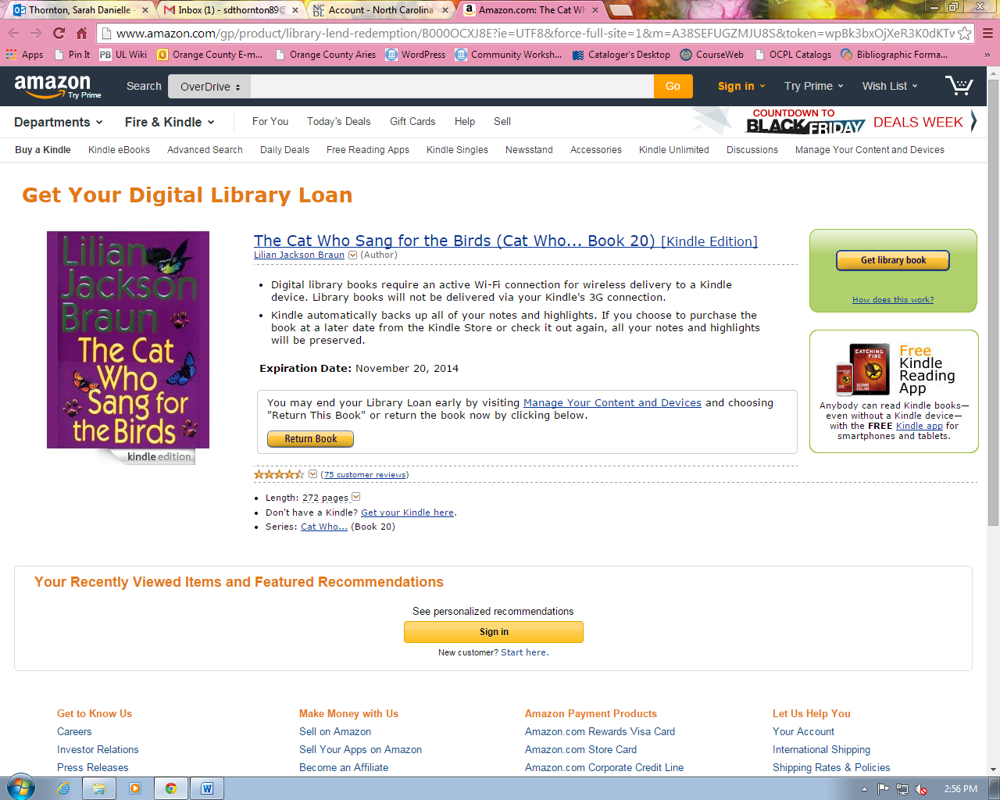 Thornton, Sarah Danielle -
Inbox (1) - sdthornton89@
Account - North Carolina
Amazon.com: The Cat Wh
www.amazon.com/gp/product/library-lend-redemption/B000OCXJ8E?ie=UTF8&force-full-site=1&m=A38SEFUGZMJU8S&token=wpBk3bxOjXeR3K0dKTv
Apps Pin It UL Wiki Orange County E-m... Orange County Aries WordPress Community Worksh... Cataloger's Desktop CourseWeb OCPL Catalogs Bibliographic Forma... »
amazon
Try Prime
Search OverDrive Go Sign in Try Prime Wish List
Departments Fire & Kindle For You Today's Deals Gift Cards Help Sell
COUNTDOWN TO
BLACK FRIDAY DEALS WEEK
Buy a Kindle Kindle eBooks Advanced Search Daily Deals Free Reading Apps Kindle Singles Newsstand Accessories Kindle Unlimited Discussions Manage Your Content and Devices
Get Your Digital Library Loan
Lilian
Jackson
Braun
The Cat
Who
Sang for
the Birds
kindle edition
The Cat Who Sang for the Birds (Cat Who... Book 20) [Kindle Edition]
Lilian Jackson Braun (Author)
• Digital library books require an active Wi-Fi connection for wireless delivery to a Kindle
device. Library books will not be delivered via your Kindle's 3G connection.
• Kindle automatically backs up all of your notes and highlights. If you choose to purchase the
book at a later date from the Kindle Store or check it out again, all your notes and highlights
will be preserved.
Expiration Date: November 20, 2014
You may end your Library Loan early by visiting Manage Your Content and Devices and choosing
"Return This Book" or return the book now by clicking below.
Return Book
(75 customer reviews)
• Length: 272 pages
• Don't have a Kindle? Get your Kindle here.
• Series: Cat Who... (Book 20)
Get library book
How does this work?
CATCHING
FIRE
SUZANNE
COLLINS
Free
Kindle
Reading
App
Anybody can read Kindle books—
even without a Kindle device—
with the FREE Kindle app for
smartphones and tablets.
Your Recently Viewed Items and Featured Recommendations
See personalized recommendations
Sign in
New customer? Start here.
Get to Know Us
Careers
Investor Relations
Press Releases
Make Money with Us
Sell on Amazon
Sell Your Apps on Amazon
Become an Affiliate
Amazon Payment Products
Amazon.com Rewards Visa Card
Amazon.com Store Card
Amazon.com Corporate Credit Line
Let Us Help You
Your Account
International Shipping
Shipping Rates & Policies
2:56 PM